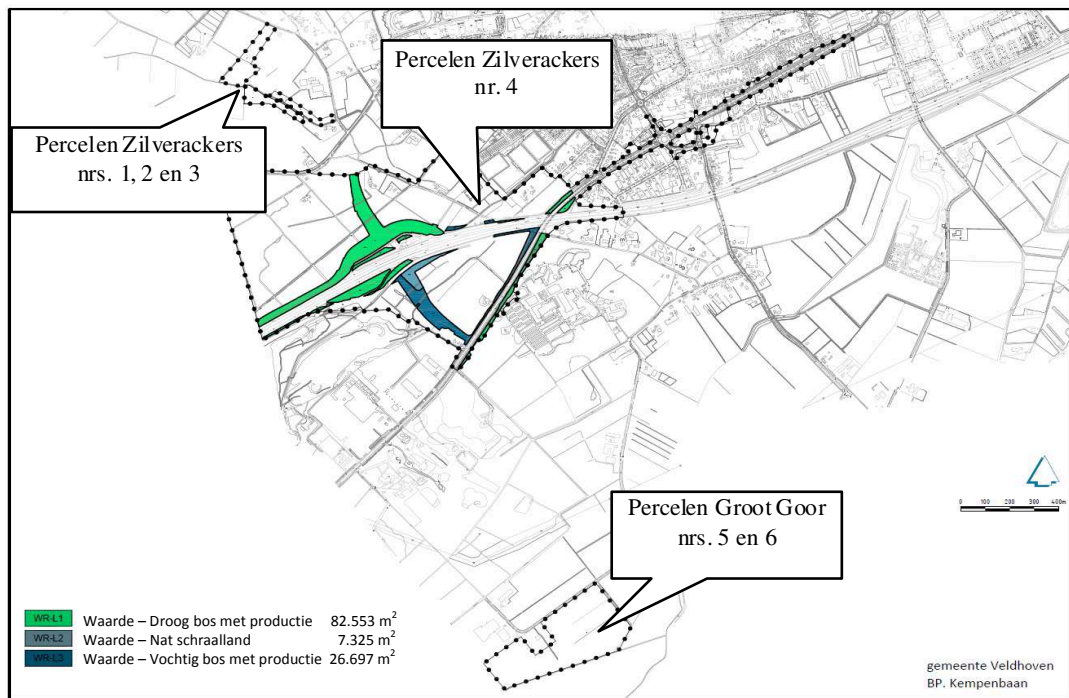 Percelen Zilverackers
nr. 4
Percelen Zilverackers
nrs. 1, 2 en 3
Percelen Groot Goor
nrs. 5 en 6
0 100 200 300 400m
WR-L1 Waarde – Droog bos met productie 82.553 m²
WR-L2 Waarde – Nat schraalland 7.325 m²
WR-L3 Waarde – Vochtig bos met productie 26.697 m²
gemeente Veldhoven
BP. Kempenbaan